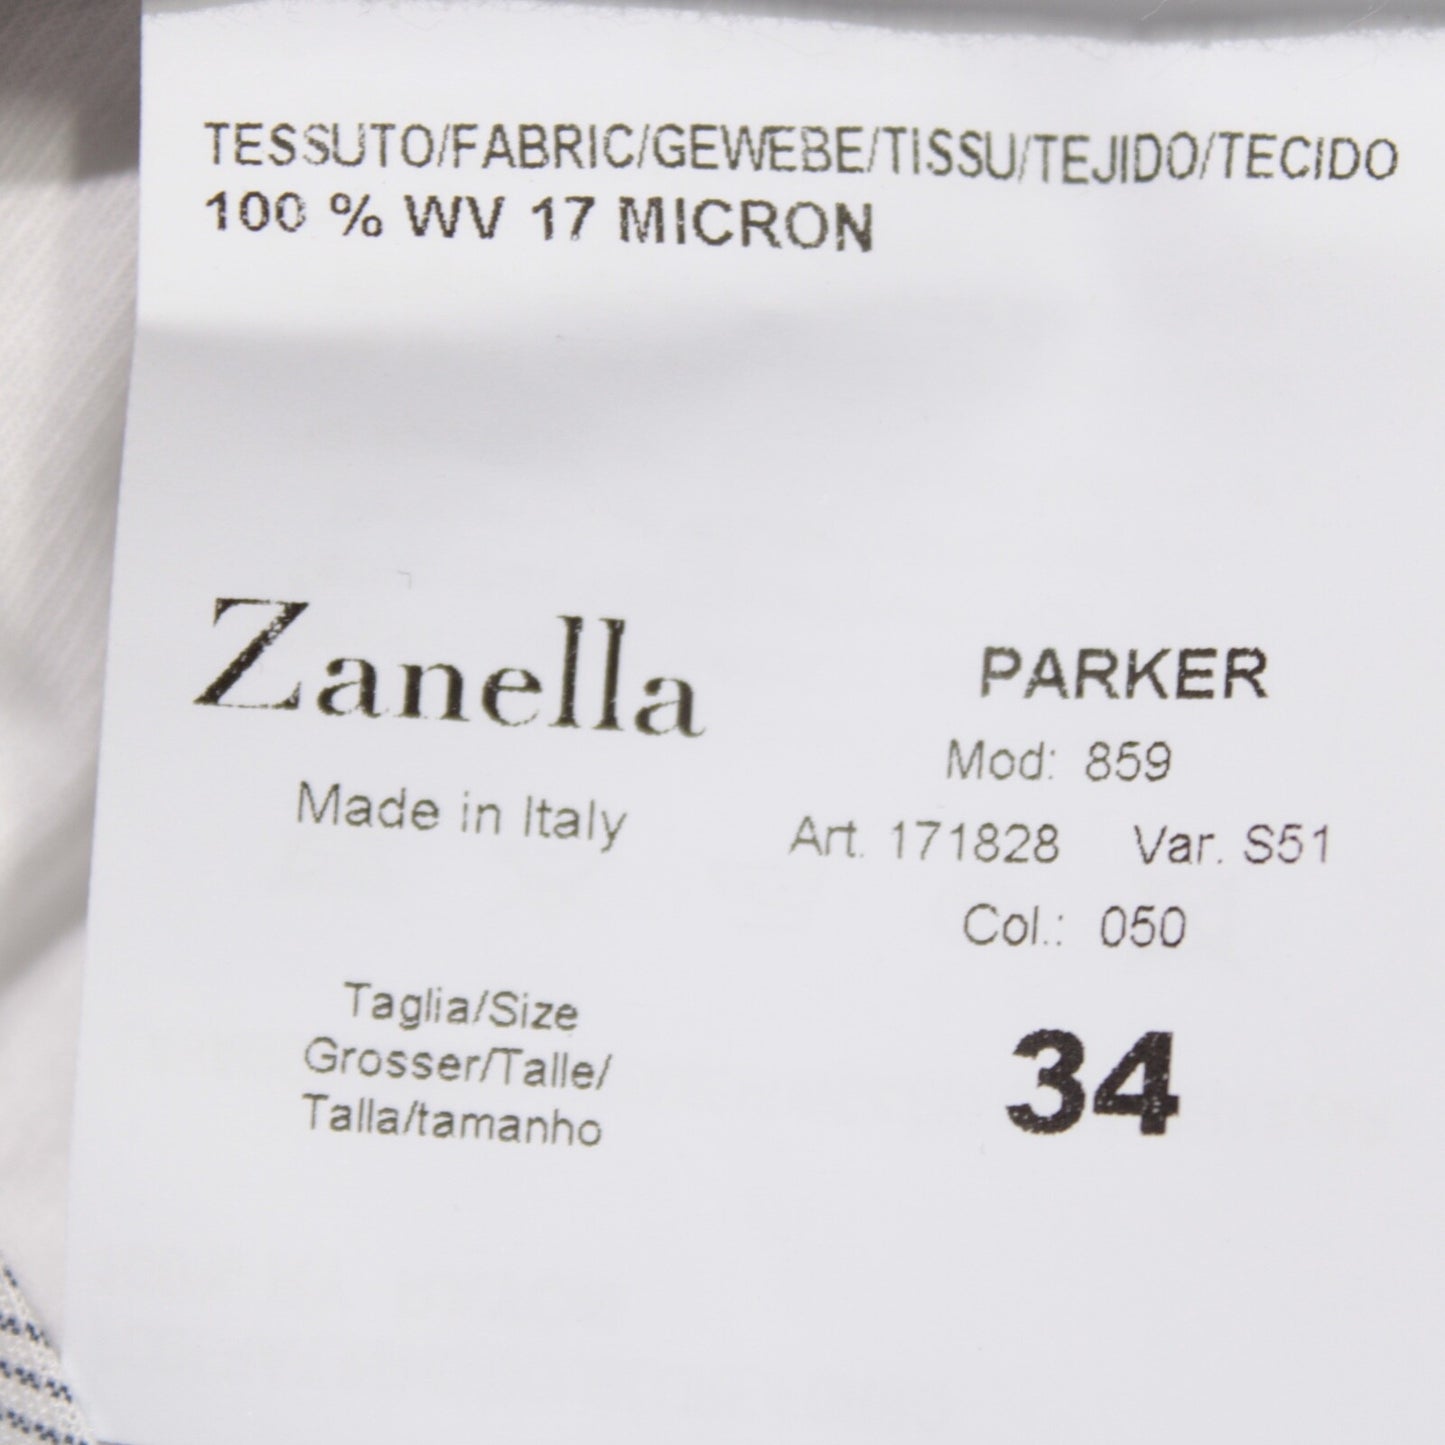 TESSUTO/FABRIC/GEWEBE/TISSU/TEJIDO/TECIDO
100 % WV 17 MICRON
Zanella
Made in Italy
PARKER
Mod: 859
Art. 171828 Var. S51
Col.: 050
Taglia/Size
Grosser/Talle/
Talla/tamanho
34